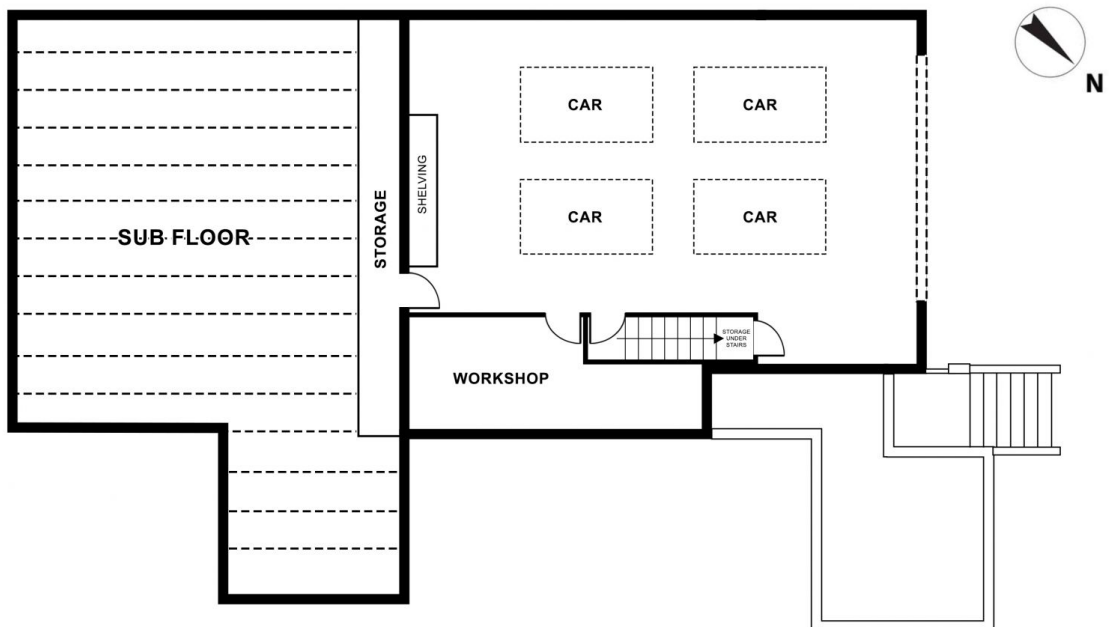 N
CAR
CAR
SHELVING
STORAGE
CAR
CAR
SUB FLOOR
STORAGE
UNDER
STAIRS
WORKSHOP